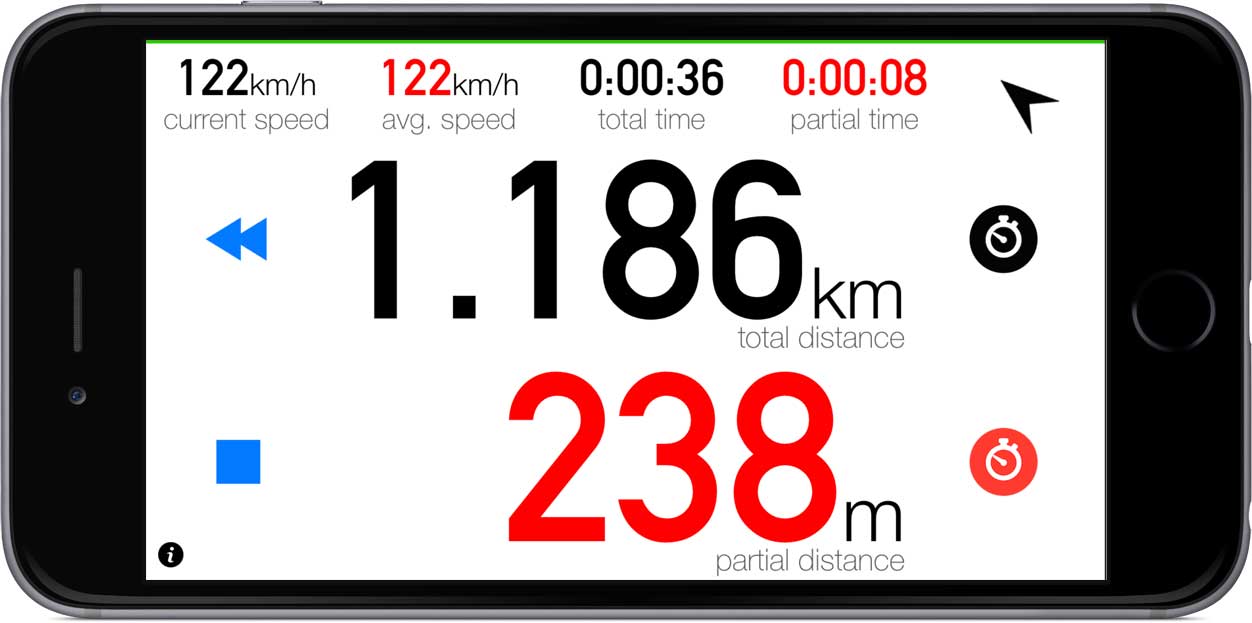 122km/h 122km/h 0:00:36 0:00:08
current speed avg. speed total time partial time
1.186km
total distance
238m
partial distance
i